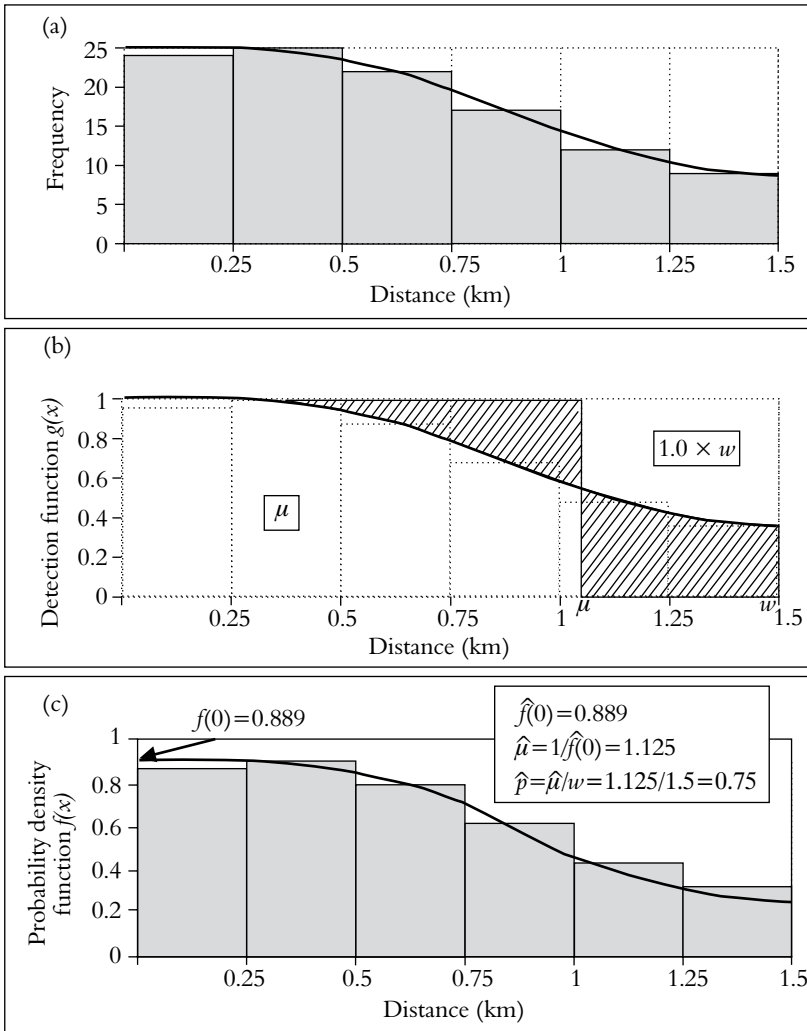 (a)
25
20
15
10
5
0
Frequency
0.25 0.5 0.75 1 1.25 1.5
Distance (km)
(b)
1
0.8
0.6
0.4
0.2
0
Detection function g(x)
μ
1.0 × w
μ w
0.25 0.5 0.75 1 1.25 1.5
Distance (km)
(c)
f(0)=0.889
f̂(0)=0.889
μ̂=1/f̂(0)=1.125
p̂=μ̂/w=1.125/1.5=0.75
1
0.8
0.6
0.4
0.2
0
Probability density
function f(x)
0.25 0.5 0.75 1 1.25 1.5
Distance (km)